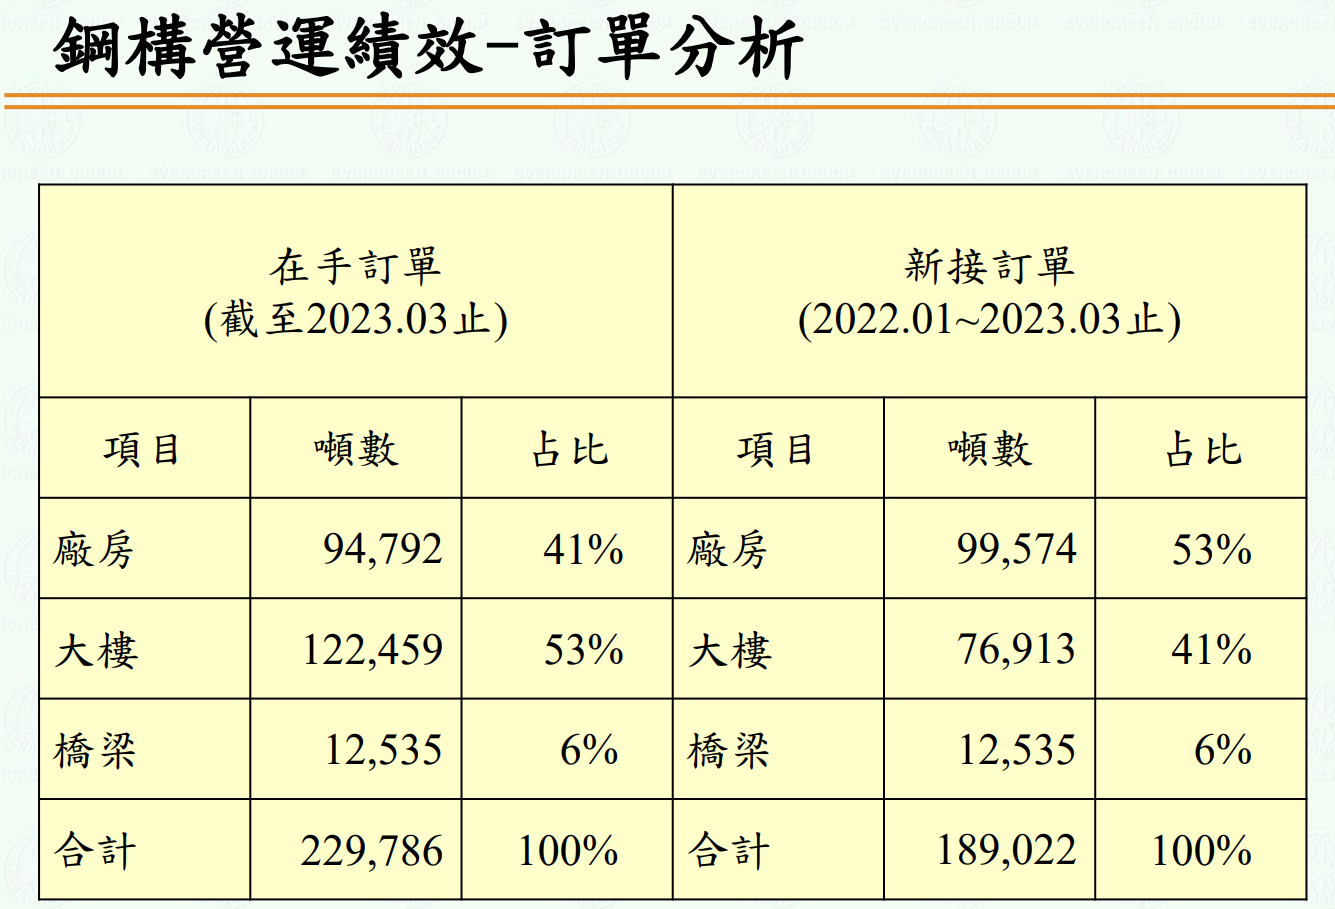 鋼構營運績效-訂單分析
在手訂單
(截至2023.03止)
新接訂單
(2022.01~2023.03止)
項目 噸數 占比 項目 噸數 占比
廠房 94,792 41% 廠房 99,574 53%
大樓 122,459 53% 大樓 76,913 41%
橋梁 12,535 6% 橋梁 12,535 6%
合計 229,786 100% 合計 189,022 100%